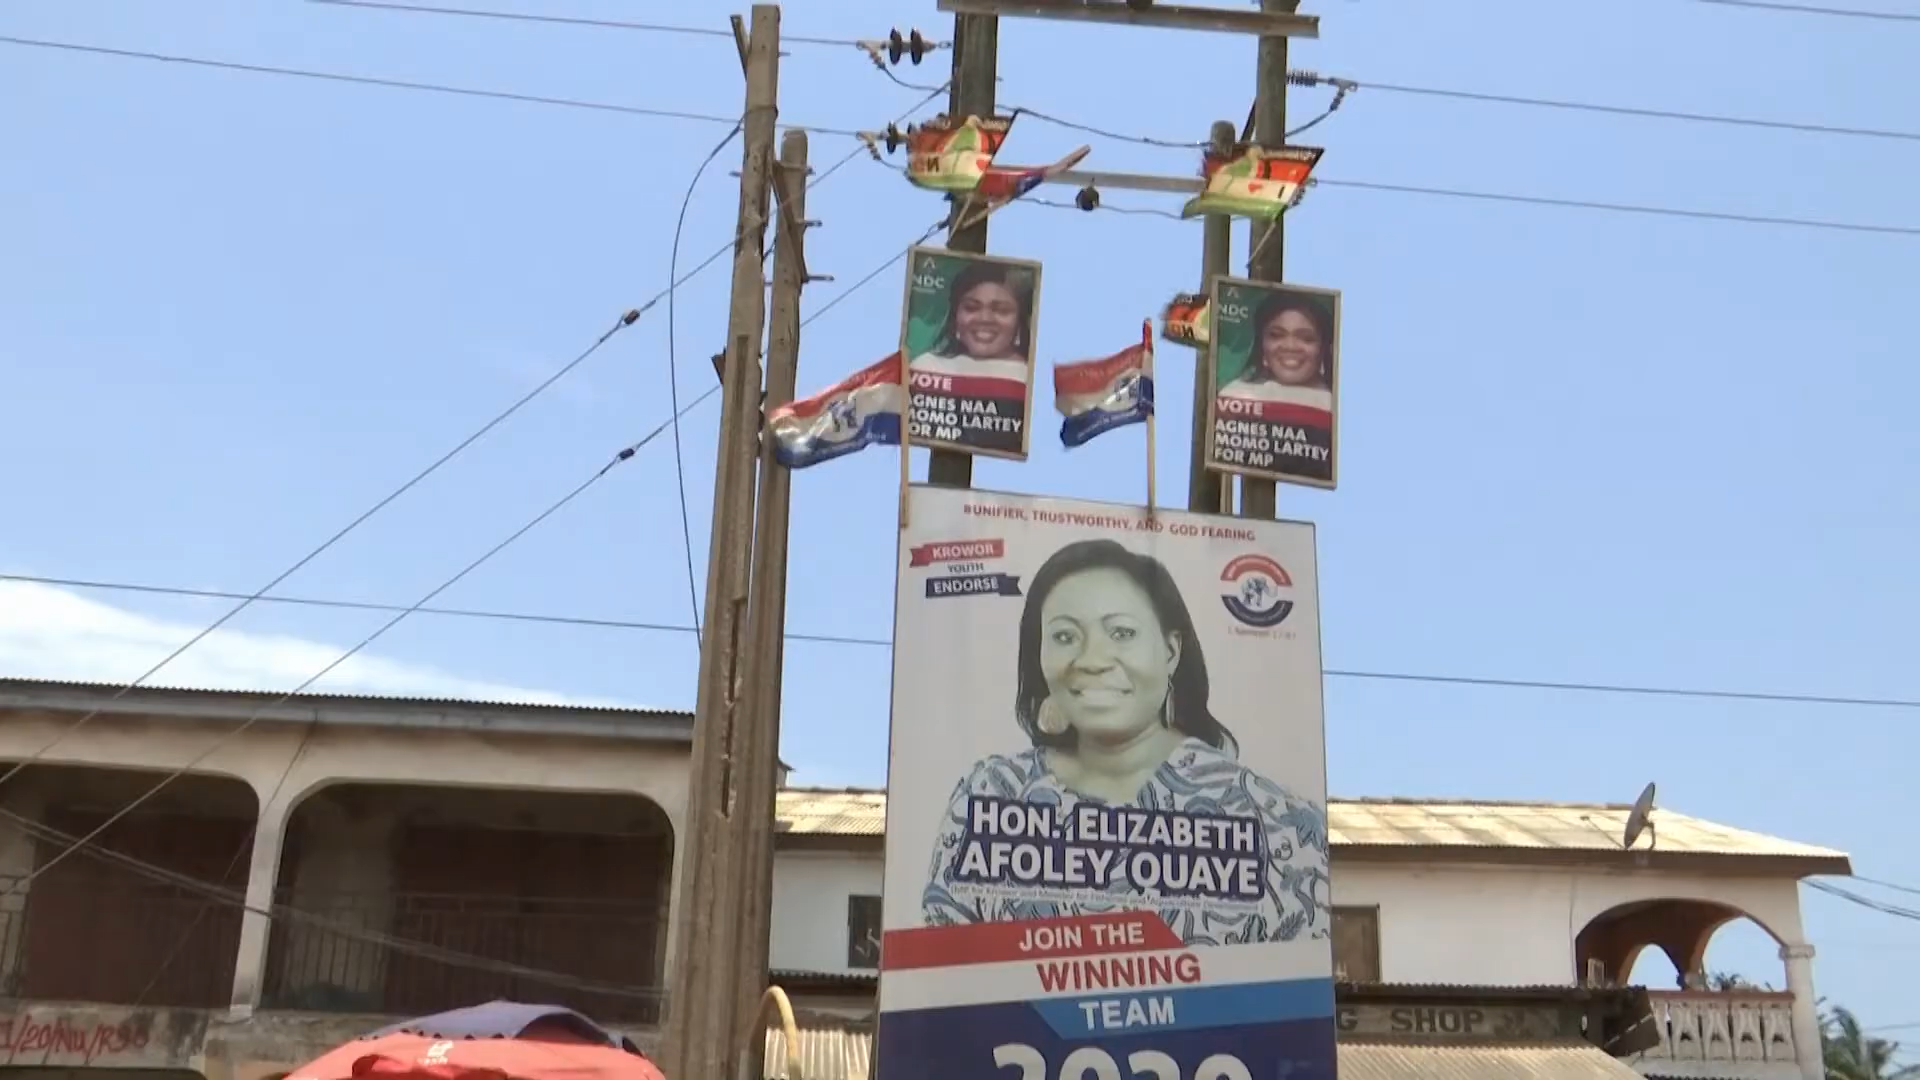 NDC
VOTE
AGNES NAA
MOMO LARTEY
FOR MP
NDC
VOTE
AGNES NAA
MOMO LARTEY
FOR MP
#UNIFIER, TRUSTWORTHY, AND GOD FEARING
KROWOR
YOUTH
ENDORSE
HON. ELIZABETH
AFOLEY QUAYE
JOIN THE
WINNING
TEAM
2020
G SHOP